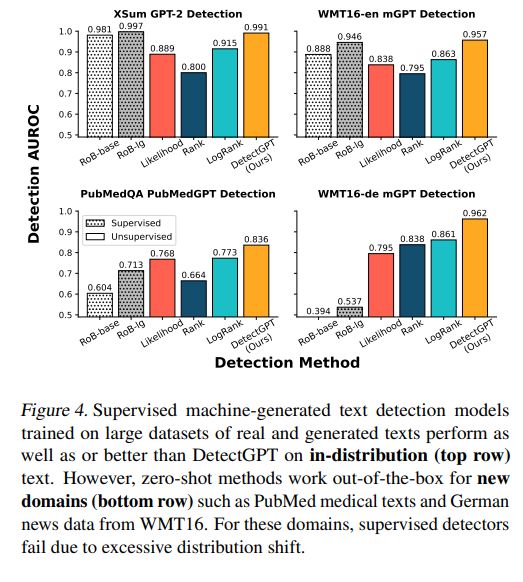 XSum GPT-2 Detection
1.0
0.9
0.8
0.7
0.6
0.5
0.981
0.997
0.889
0.800
0.915
0.991
RoB-base
RoB-lg
Likelihood
Rank
LogRank
DetectGPT
(Ours)
WMT16-en mGPT Detection
0.888
0.946
0.838
0.795
0.863
0.957
RoB-base
RoB-lg
Likelihood
Rank
LogRank
DetectGPT
(Ours)
Detection AUROC
PubMedQA PubMedGPT Detection
1.0
0.9
0.8
0.7
0.6
0.5
Supervised
Unsupervised
0.604
0.713
0.768
0.664
0.773
0.836
RoB-base
RoB-lg
Likelihood
Rank
LogRank
DetectGPT
(Ours)
WMT16-de mGPT Detection
0.394
0.537
0.795
0.838
0.861
0.962
RoB-base
RoB-lg
Likelihood
Rank
LogRank
DetectGPT
(Ours)
Detection Method
Figure 4. Supervised machine-generated text detection models
trained on large datasets of real and generated texts perform as
well as or better than DetectGPT on in-distribution (top row)
text. However, zero-shot methods work out-of-the-box for new
domains (bottom row) such as PubMed medical texts and German
news data from WMT16. For these domains, supervised detectors
fail due to excessive distribution shift.